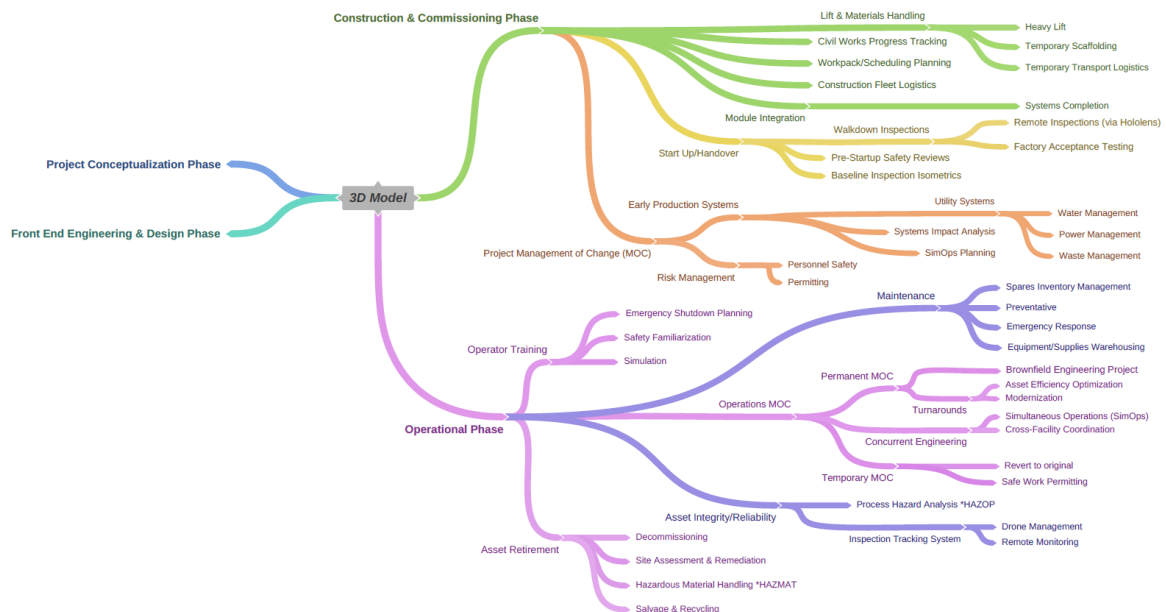 Construction & Commissioning Phase
Lift & Materials Handling
Heavy Lift
Temporary Scaffolding
Temporary Transport Logistics
Civil Works Progress Tracking
Workpack/Scheduling Planning
Construction Fleet Logistics
Module Integration
Systems Completion
Start Up/Handover
Walkdown Inspections
Remote Inspections (via Hololens)
Factory Acceptance Testing
Pre-Startup Safety Reviews
Baseline Inspection Isometrics
Project Conceptualization Phase
3D Model
Front End Engineering & Design Phase
Project Management of Change (MOC)
Early Production Systems
Utility Systems
Water Management
Power Management
Waste Management
Systems Impact Analysis
SimOps Planning
Risk Management
Personnel Safety
Permitting
Operational Phase
Operator Training
Emergency Shutdown Planning
Safety Familiarization
Simulation
Maintenance
Spares Inventory Management
Preventative
Emergency Response
Equipment/Supplies Warehousing
Operations MOC
Permanent MOC
Brownfield Engineering Project
Turnarounds
Asset Efficiency Optimization
Modernization
Concurrent Engineering
Simultaneous Operations (SimOps)
Cross-Facility Coordination
Temporary MOC
Revert to original
Safe Work Permitting
Asset Integrity/Reliability
Process Hazard Analysis *HAZOP
Inspection Tracking System
Drone Management
Remote Monitoring
Asset Retirement
Decommissioning
Site Assessment & Remediation
Hazardous Material Handling *HAZMAT
Salvage & Recycling